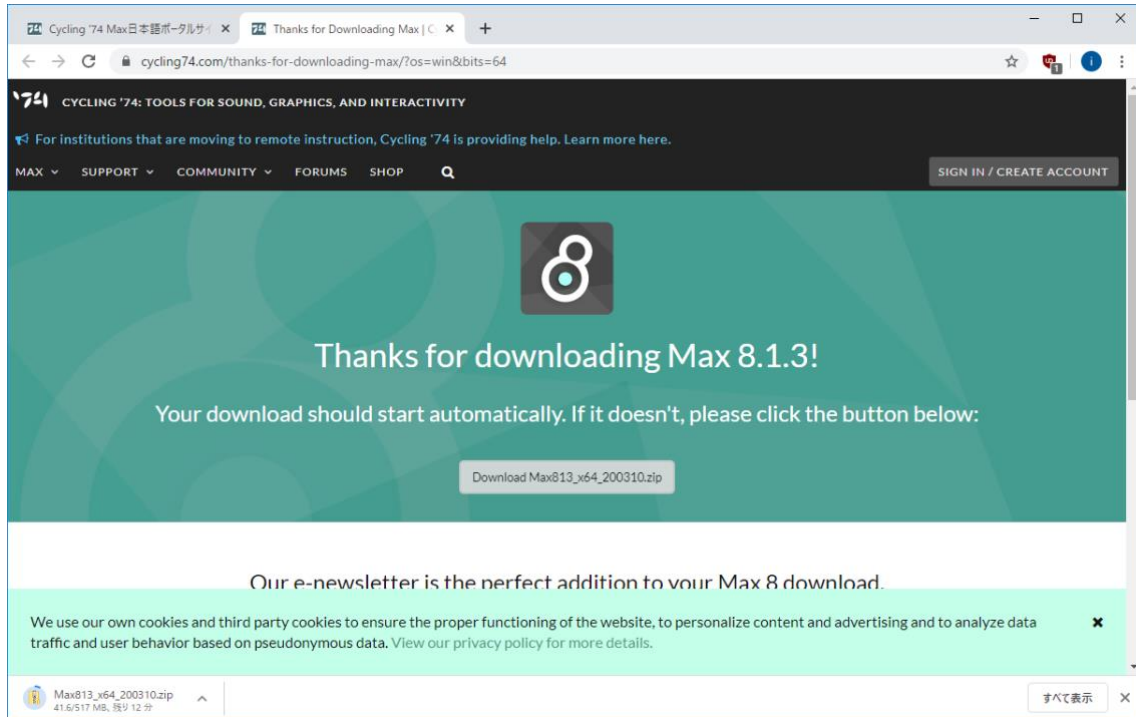 Cycling '74 Max日本語ポータルサイ
Thanks for Downloading Max | C
cycling74.com/thanks-for-downloading-max/?os=win&bits=64
1
i
'74 CYCLING '74: TOOLS FOR SOUND, GRAPHICS, AND INTERACTIVITY
For institutions that are moving to remote instruction, Cycling '74 is providing help. Learn more here.
MAX SUPPORT COMMUNITY FORUMS SHOP SIGN IN / CREATE ACCOUNT
Thanks for downloading Max 8.1.3!
Your download should start automatically. If it doesn't, please click the button below:
Download Max813_x64_200310.zip
Our e-newsletter is the perfect addition to your Max 8 download.
We use our own cookies and third party cookies to ensure the proper functioning of the website, to personalize content and advertising and to analyze data
traffic and user behavior based on pseudonymous data. View our privacy policy for more details.
Max813_x64_200310.zip
41.6/517 MB、残り 12 分
すべて表示